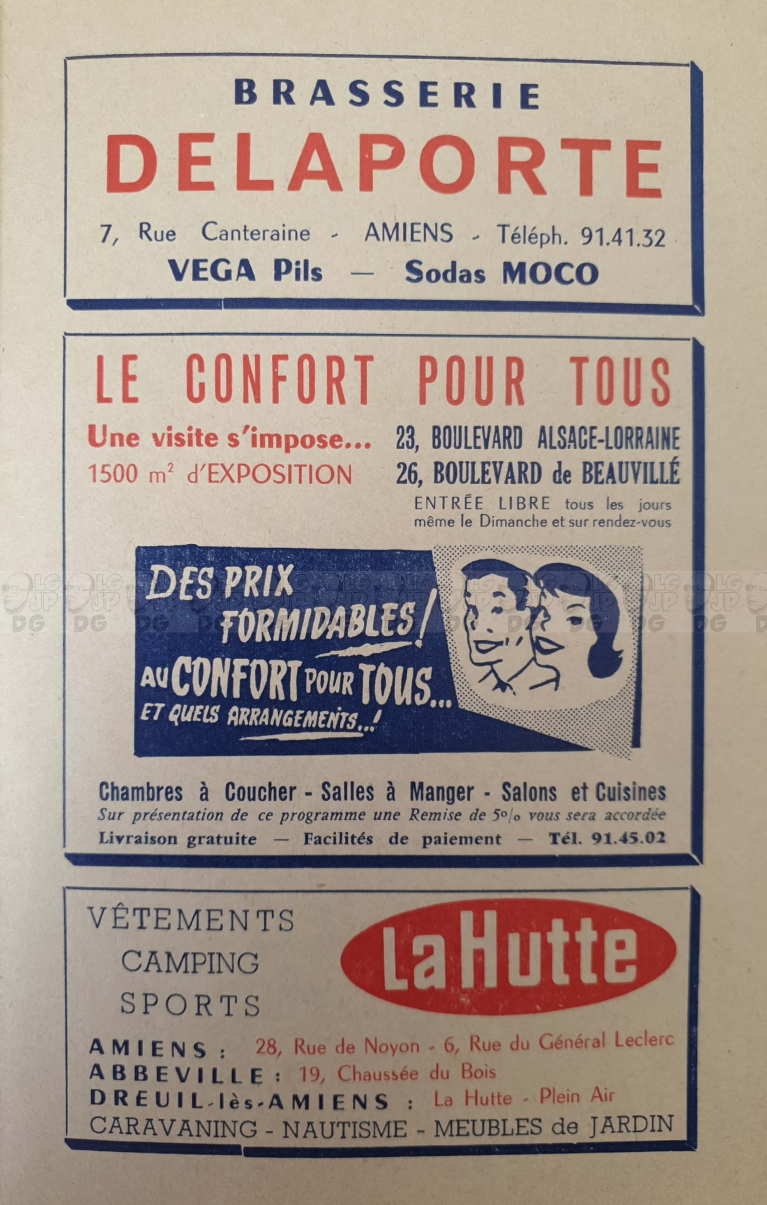 BRASSERIE
DELAPORTE
7, Rue Canteraine - AMIENS - Téléph. 91.41.32
VEGA Pils — Sodas MOCO
LE CONFORT POUR TOUS
Une visite s'impose... 23, BOULEVARD ALSACE-LORRAINE
1500 m² d'EXPOSITION 26, BOULEVARD de BEAUVILLÉ
ENTRÉE LIBRE tous les jours
même le Dimanche et sur rendez-vous
DES PRIX
FORMIDABLES!
AU CONFORT POUR TOUS...
ET QUELS ARRANGEMENTS...!
Chambres à Coucher - Salles à Manger - Salons et Cuisines
Sur présentation de ce programme une Remise de 5% vous sera accordée
Livraison gratuite — Facilités de paiement — Tél. 91.45.02
VÊTEMENTS
CAMPING
SPORTS
La Hutte
AMIENS : 28, Rue de Noyon - 6, Rue du Général Leclerc
ABBEVILLE : 19, Chaussée du Bois
DREUIL-lès-AMIENS : La Hutte - Plein Air
CARAVANING - NAUTISME - MEUBLES de JARDIN
LG JP DG